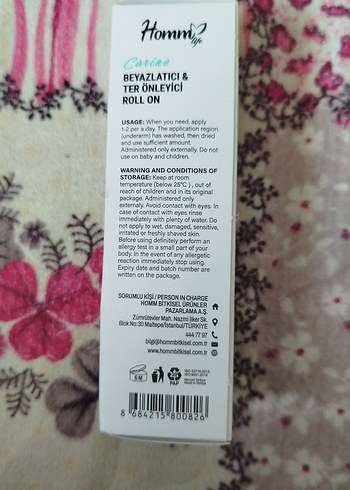 Homm
life
Carine
BEYAZLATICI &
TER ÖNLEYİCİ
ROLL ON
USAGE: When you need, apply
1-2 per a day. The application region
(underarm) has washed, then dried
and use sufficient amount.
Administered only externally. Do not
use on baby and children.
WARNING AND CONDITIONS OF
STORAGE: Keep at room
temperature (below 25°C) , out of
reach of children and in its original
package. Administered only
externaly. Avoid contact with eyes. In
case of contact with eyes rinse
immediately with plenty of water. Do
not apply to wet, damaged, sensitive,
irritated or freshly shaved skin.
Before using definitely perform an
allergy test in a small part of your
body. In the event of any allergetic
reaction immediately stop using.
Expiry date and batch number are
written on the package.
SORUMLU KİŞİ / PERSON IN CHARGE
HOMM BİTKİSEL ÜRÜNLER
PAZARLAMA A.Ş.
Zümrütevler Mah. Nazmi İlker Sk.
Blok No:30 Maltepe/İstanbul/TÜRKİYE
444 77 97
bilgi@hommbitkisel.com.tr
www.hommbitkisel.com.tr
6 M
PAP
8 684215 800826